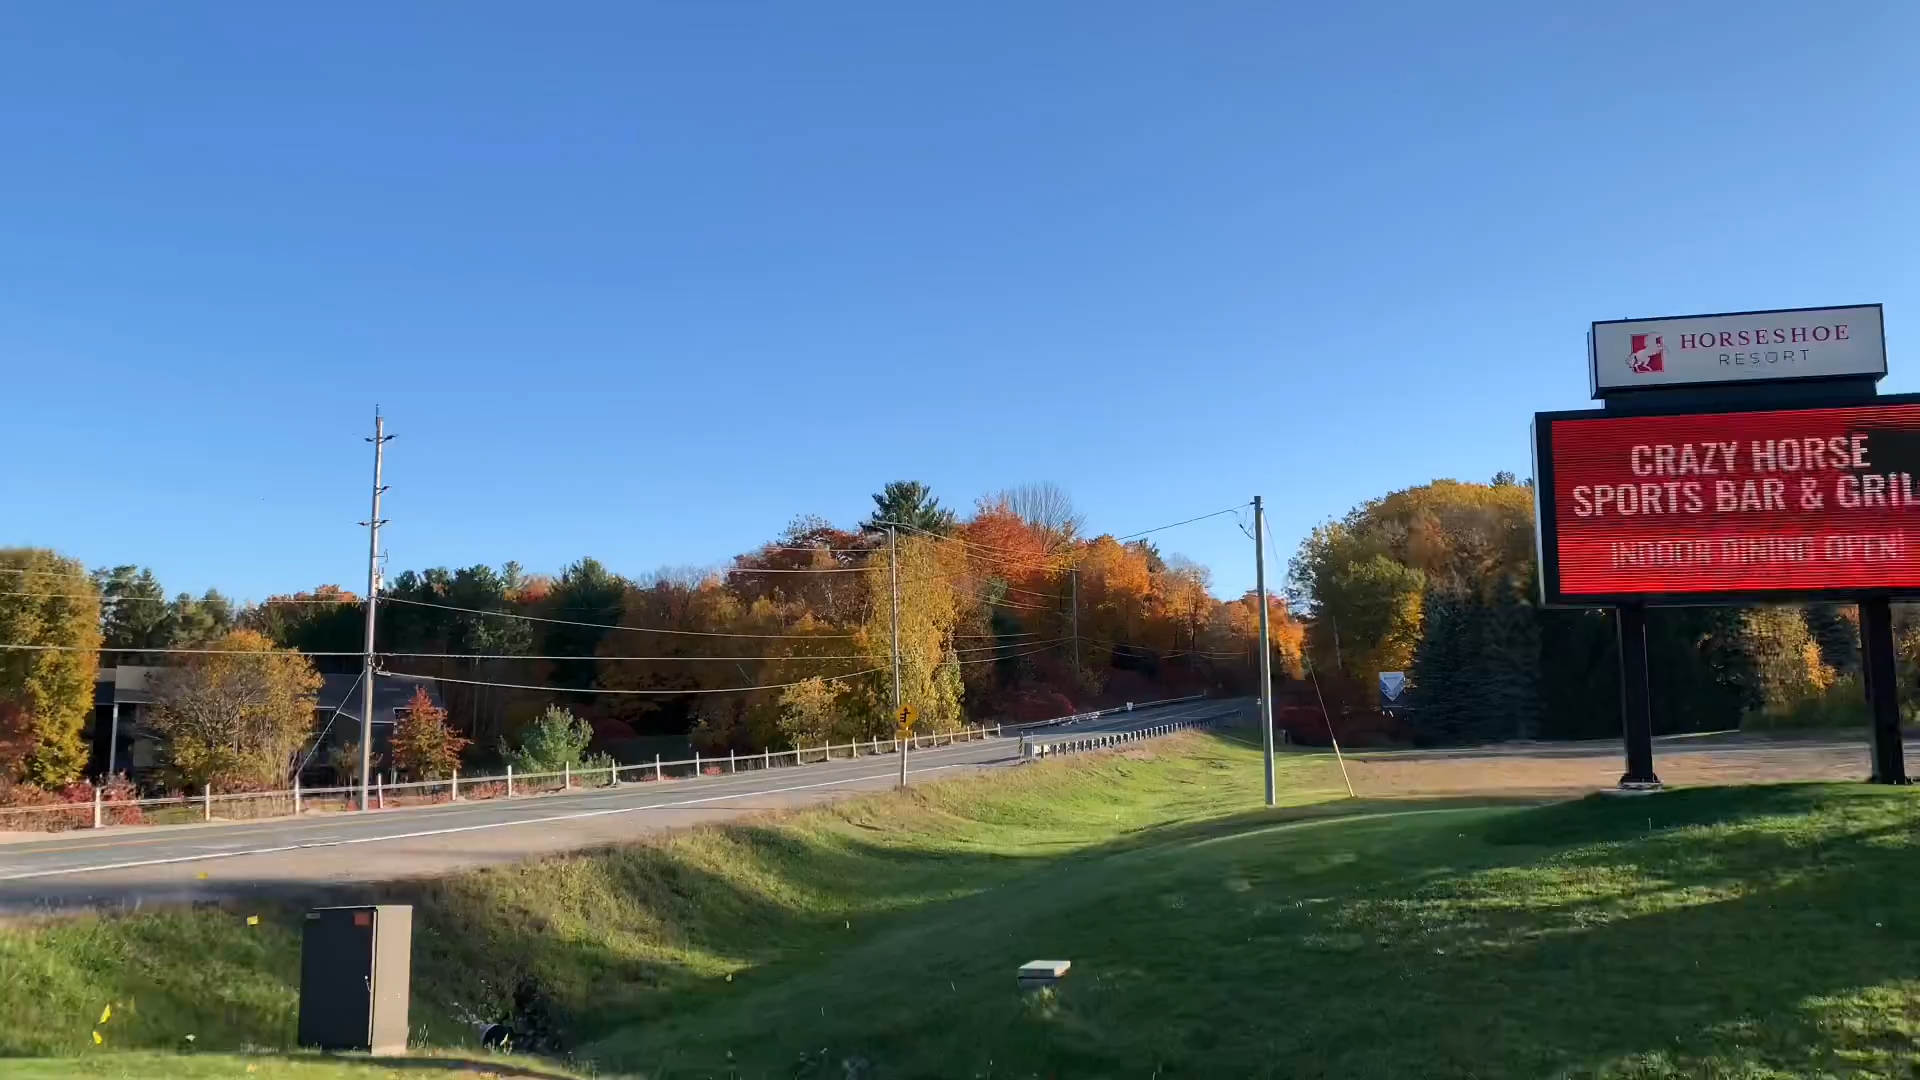 HORSESHOE
RESORT
CRAZY HORSE
SPORTS BAR & GRIL
INDOOR DINING OPEN!